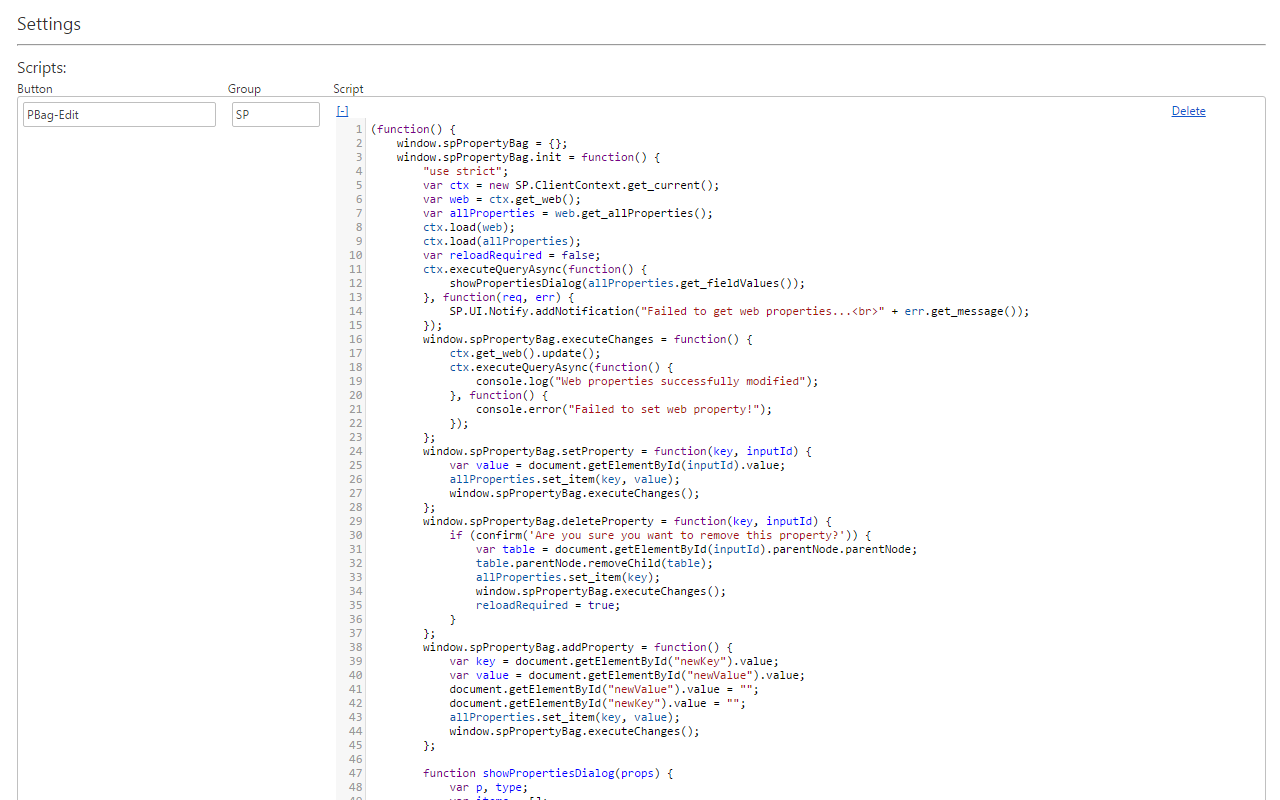 Settings
Scripts:
Button Group Script
PBag-Edit SP [-] Delete
1 (function() {
2     window.spPropertyBag = {};
3     window.spPropertyBag.init = function() {
4         "use strict";
5         var ctx = new SP.ClientContext.get_current();
6         var web = ctx.get_web();
7         var allProperties = web.get_allProperties();
8         ctx.load(web);
9         ctx.load(allProperties);
10         var reloadRequired = false;
11         ctx.executeQueryAsync(function() {
12             showPropertiesDialog(allProperties.get_fieldValues());
13         }, function(req, err) {
14             SP.UI.Notify.addNotification("Failed to get web properties...<br>" + err.get_message());
15         });
16         window.spPropertyBag.executeChanges = function() {
17             ctx.get_web().update();
18             ctx.executeQueryAsync(function() {
19                 console.log("Web properties successfully modified");
20             }, function() {
21                 console.error("Failed to set web property!");
22             });
23         };
24         window.spPropertyBag.setProperty = function(key, inputId) {
25             var value = document.getElementById(inputId).value;
26             allProperties.set_item(key, value);
27             window.spPropertyBag.executeChanges();
28         };
29         window.spPropertyBag.deleteProperty = function(key, inputId) {
30             if (confirm('Are you sure you want to remove this property?')) {
31                 var table = document.getElementById(inputId).parentNode.parentNode;
32                 table.parentNode.removeChild(table);
33                 allProperties.set_item(key);
34                 window.spPropertyBag.executeChanges();
35                 reloadRequired = true;
36             }
37         };
38         window.spPropertyBag.addProperty = function() {
39             var key = document.getElementById("newKey").value;
40             var value = document.getElementById("newValue").value;
41             document.getElementById("newValue").value = "";
42             document.getElementById("newKey").value = "";
43             allProperties.set_item(key, value);
44             window.spPropertyBag.executeChanges();
45         };
46
47         function showPropertiesDialog(props) {
48             var p, type;
49             var items = [];